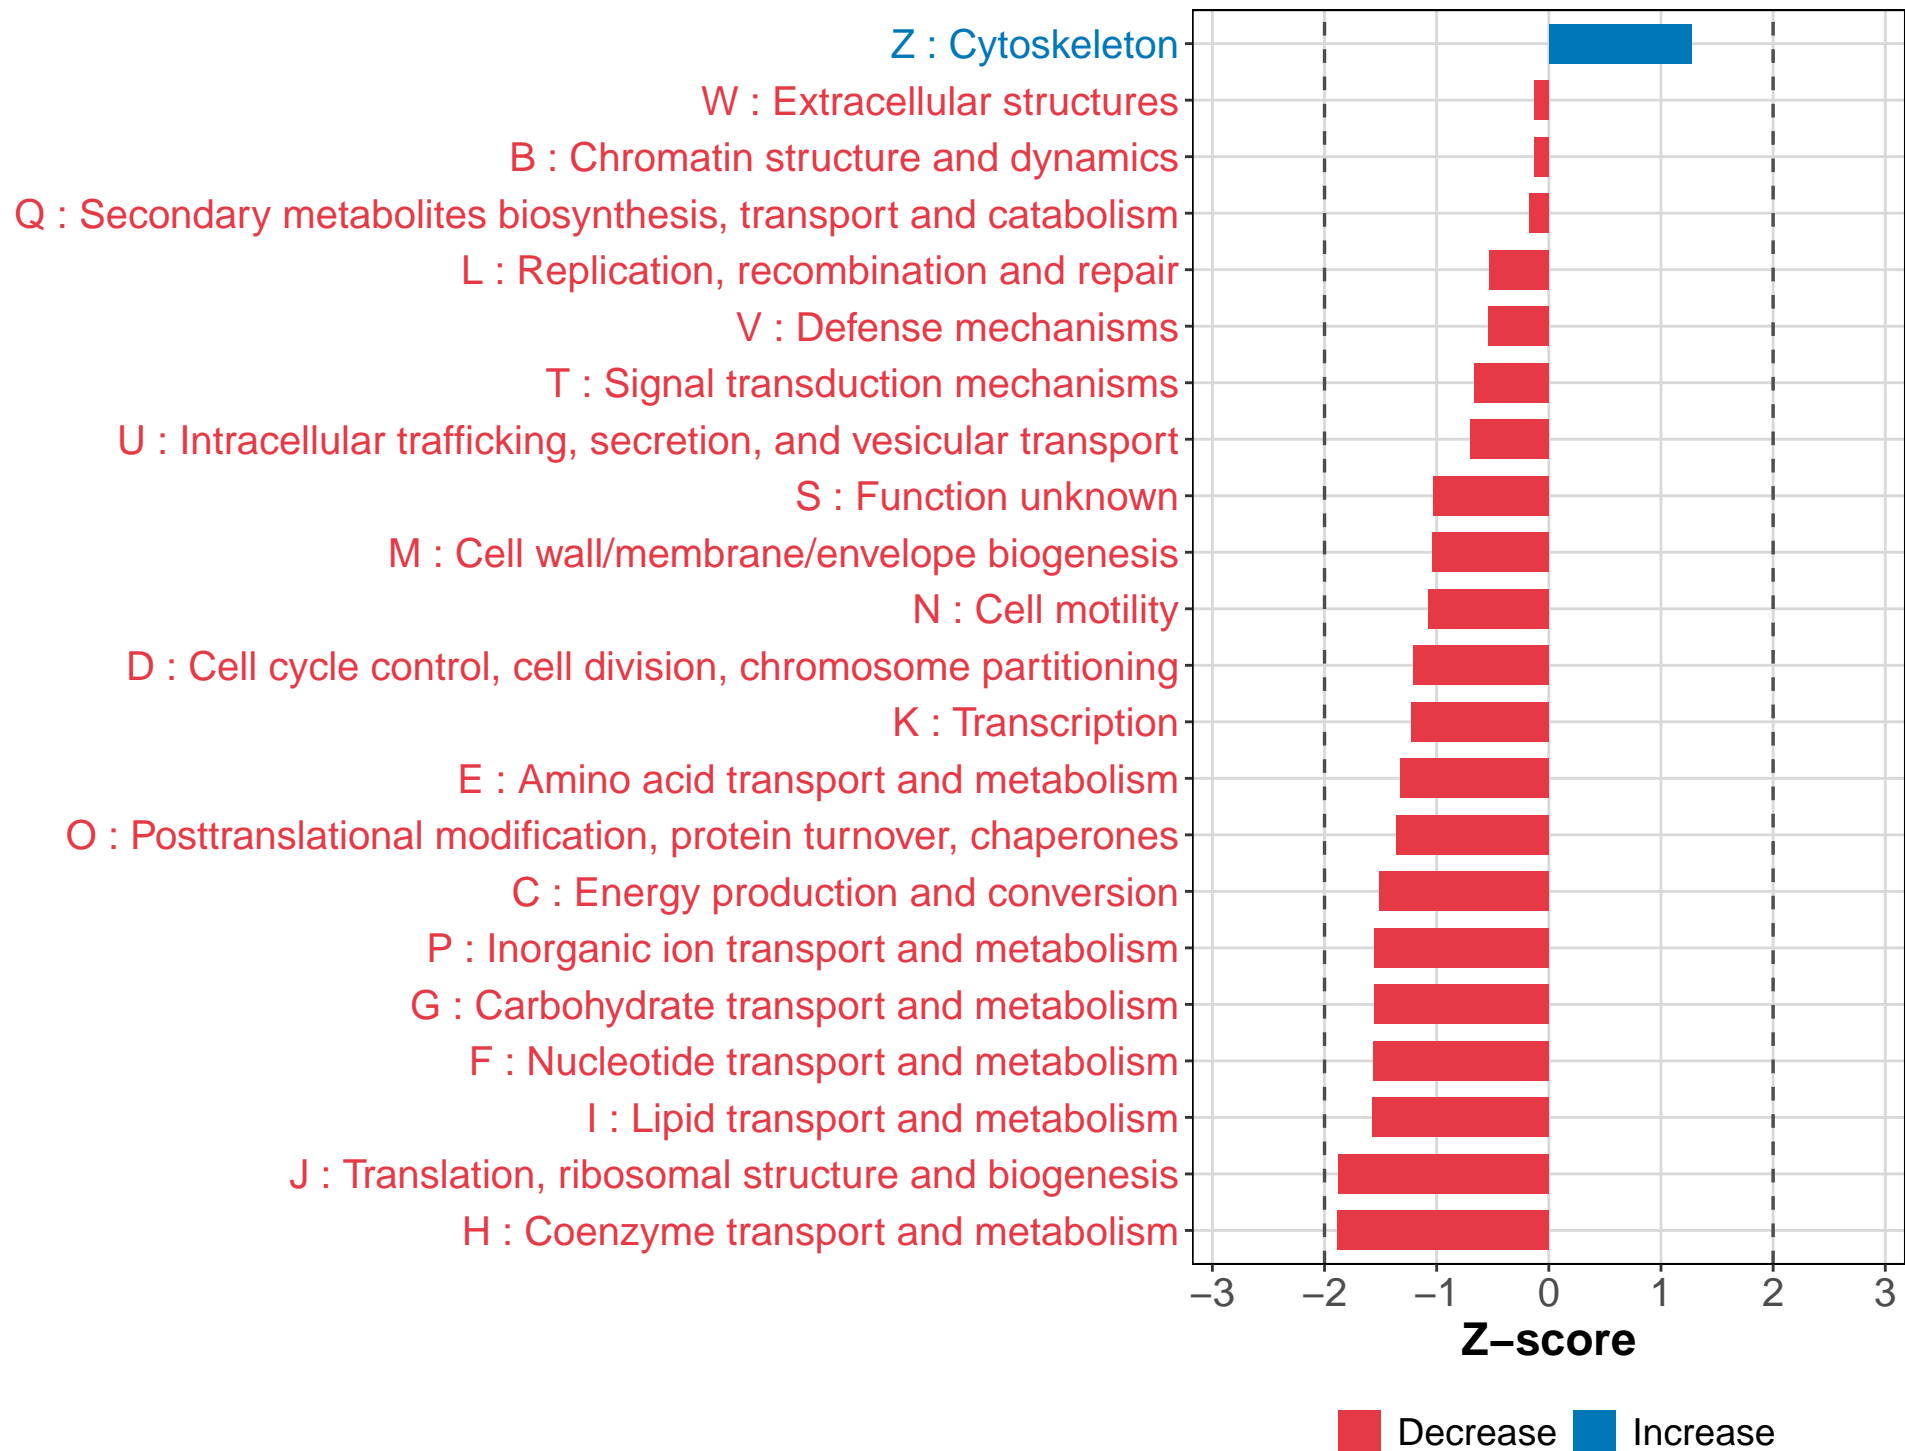 Z : Cytoskeleton
W : Extracellular structures
B : Chromatin structure and dynamics
Q : Secondary metabolites biosynthesis, transport and catabolism
L : Replication, recombination and repair
V : Defense mechanisms
T : Signal transduction mechanisms
U : Intracellular trafficking, secretion, and vesicular transport
S : Function unknown
M : Cell wall/membrane/envelope biogenesis
N : Cell motility
D : Cell cycle control, cell division, chromosome partitioning
K : Transcription
E : Amino acid transport and metabolism
O : Posttranslational modification, protein turnover, chaperones
C : Energy production and conversion
P : Inorganic ion transport and metabolism
G : Carbohydrate transport and metabolism
F : Nucleotide transport and metabolism
I : Lipid transport and metabolism
J : Translation, ribosomal structure and biogenesis
H : Coenzyme transport and metabolism
−3 −2 −1 0 1 2 3
Z−score
Decrease Increase